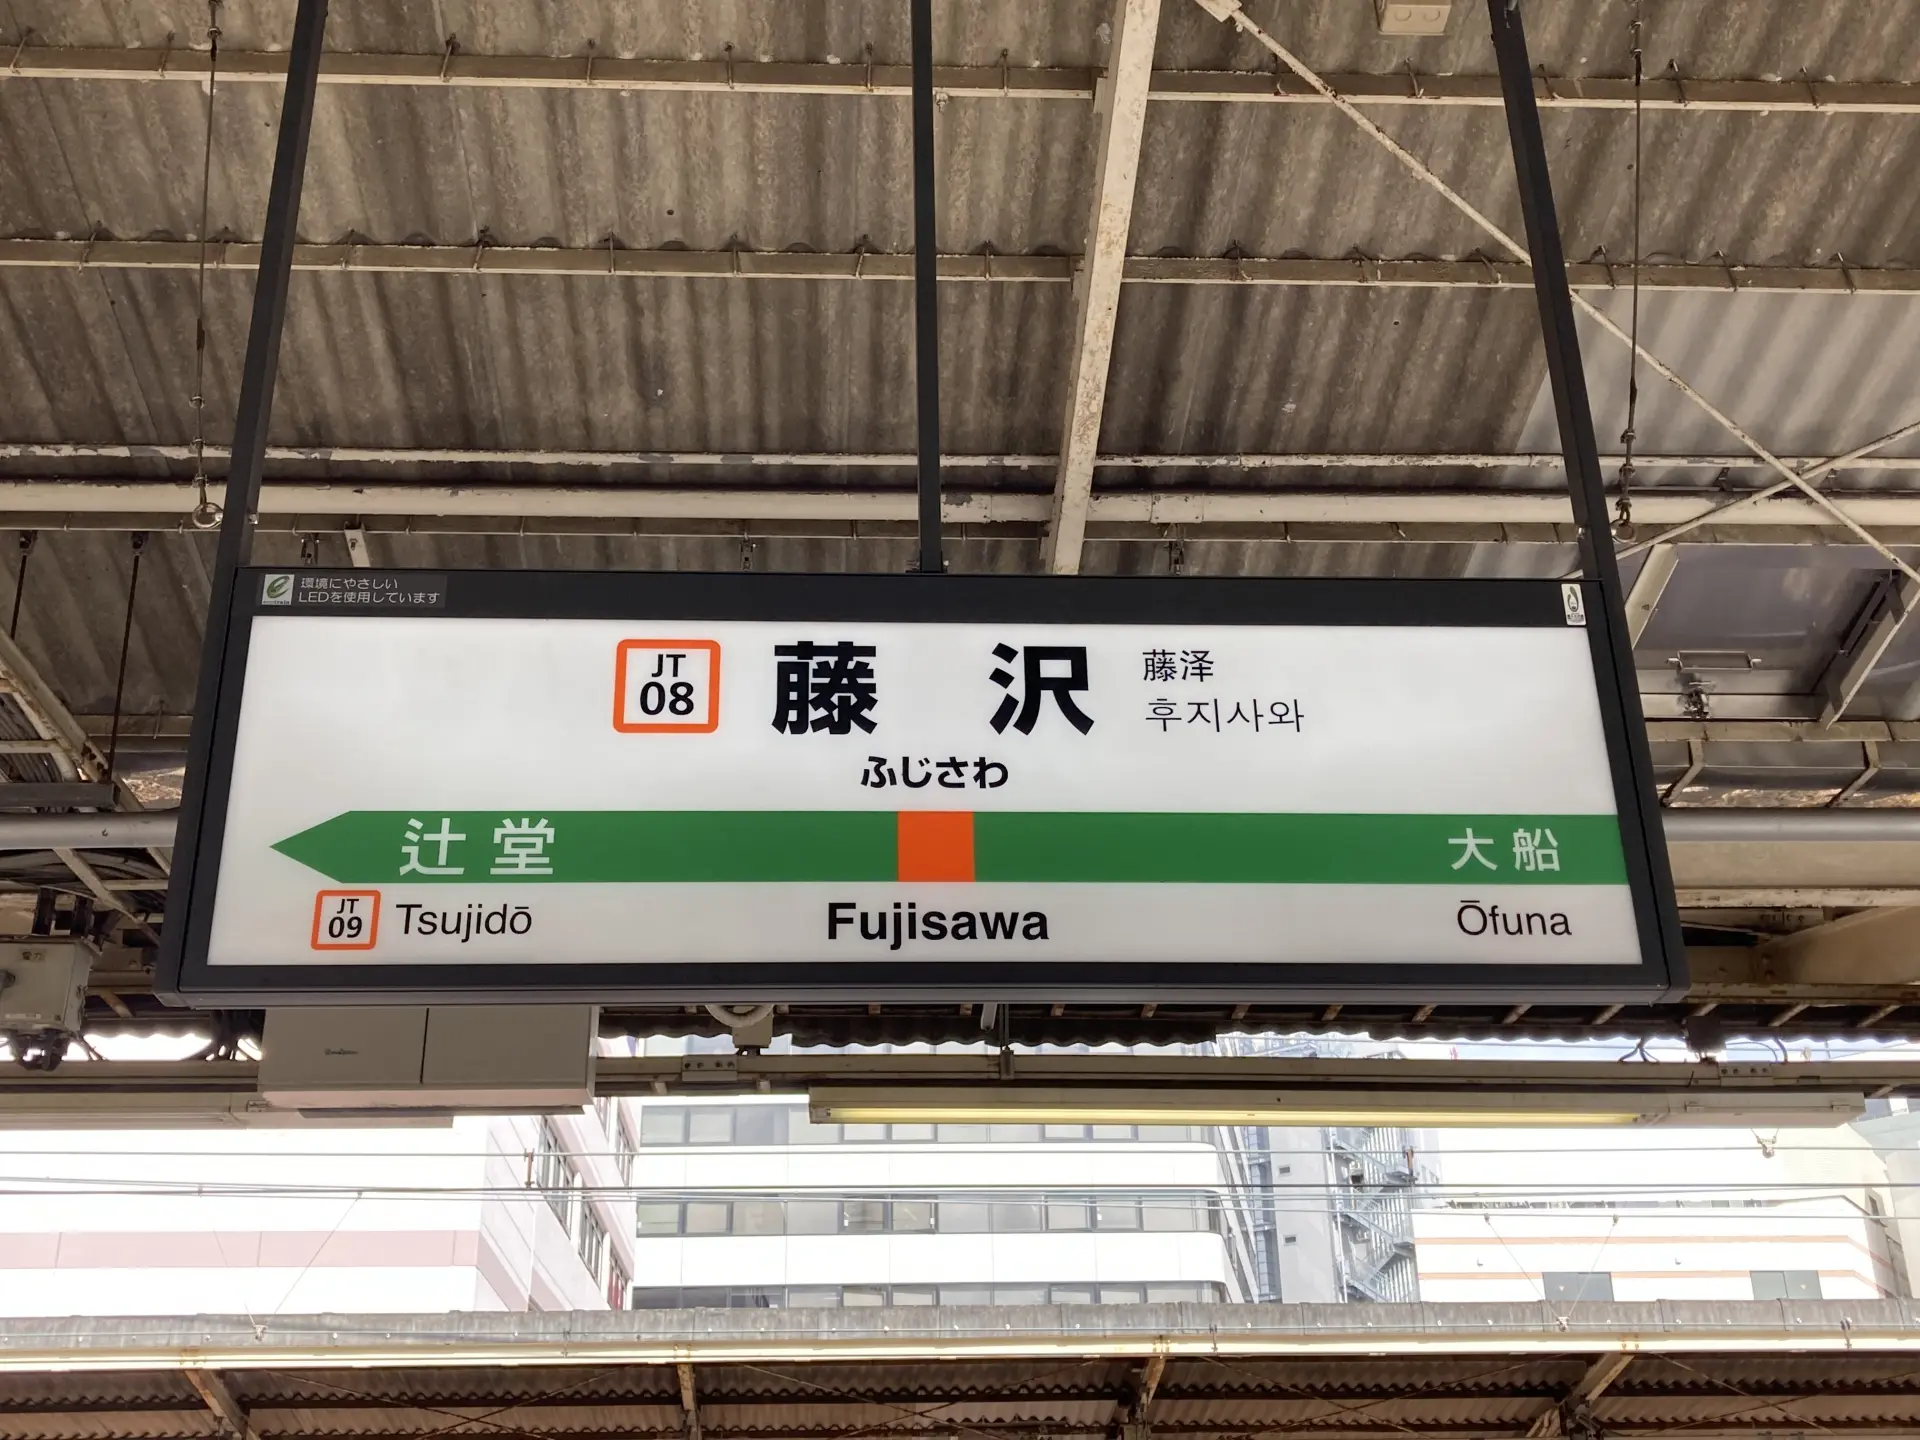 環境にやさしい
LEDを使用しています
JT
08
藤沢
藤泽
후지사와
ふじさわ
辻堂
大船
JT
09
Tsujidō
Fujisawa
Ōfuna